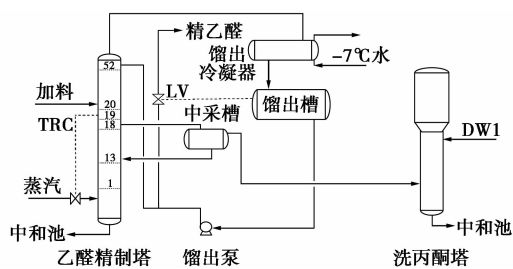 精乙醛
馏出
冷凝器
-7℃水
52
加料
LV
馏出槽
20
19
TRC
18
中采槽
DW1
13
蒸汽
1
中和池
中和池
乙醛精制塔
馏出泵
洗丙酮塔